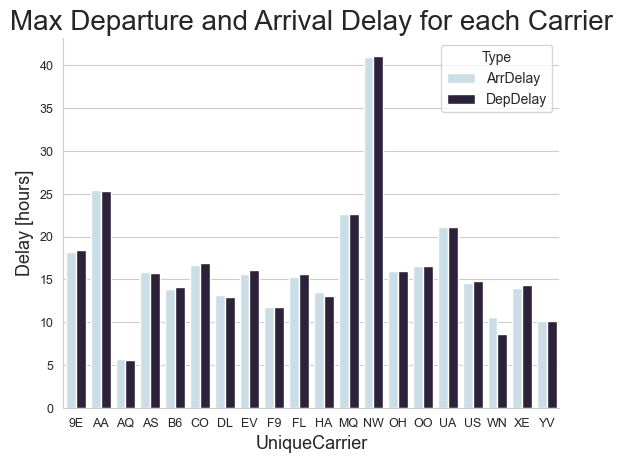 Max Departure and Arrival Delay for each Carrier
Type
ArrDelay
DepDelay
Delay [hours]
40
35
30
25
20
15
10
5
0
9E AA AQ AS B6 CO DL EV F9 FL HA MQ NW OH OO UA US WN XE YV
UniqueCarrier